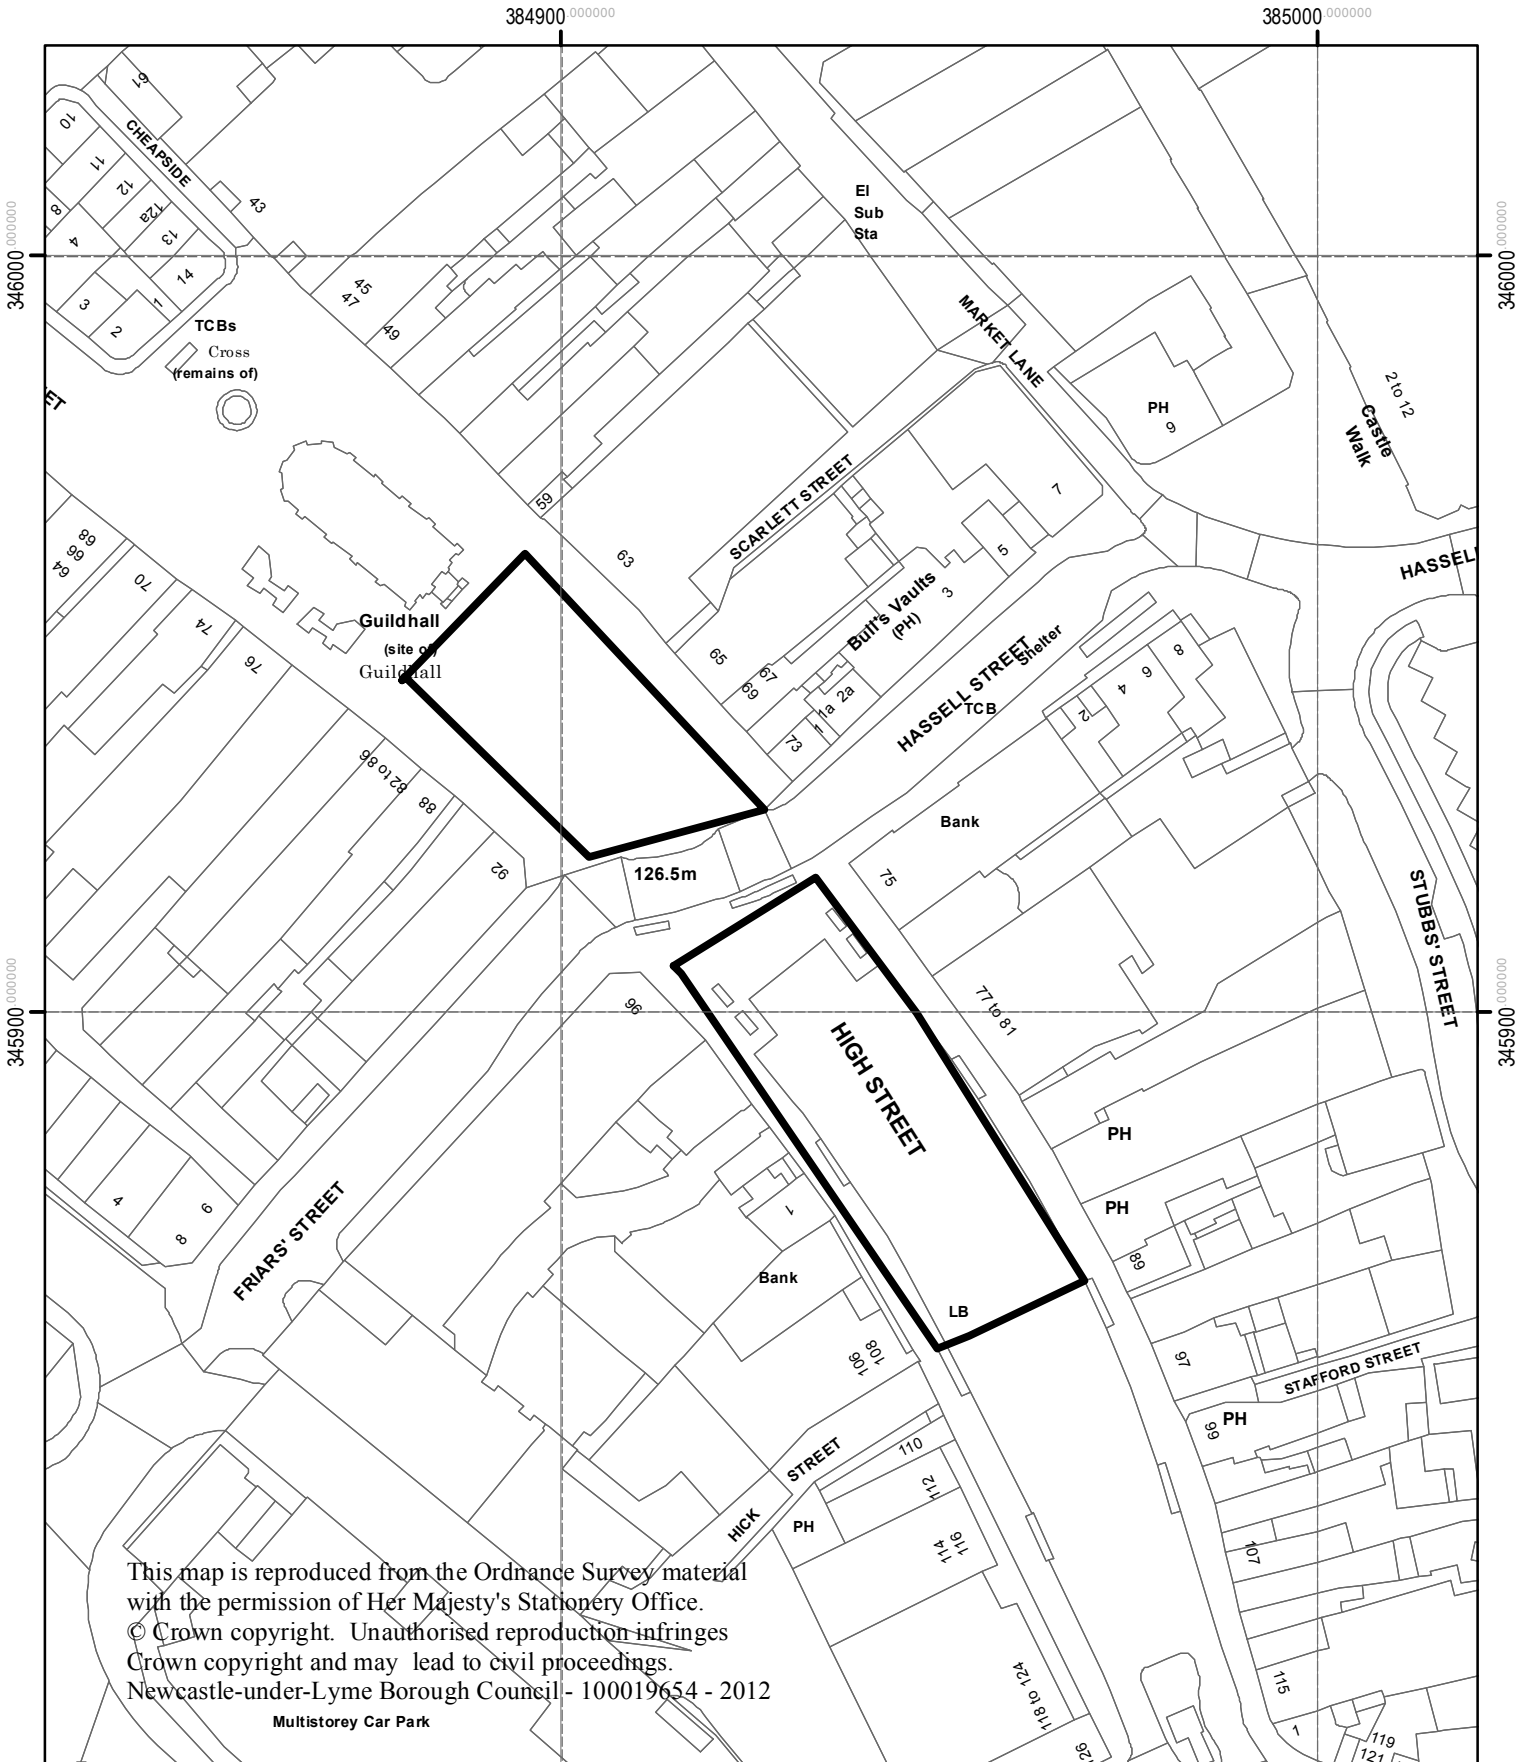 384900.000000
385000.000000
346000.000000
346000.000000
345900.000000
345900.000000
61
10
CHEAPSIDE
11
12
12a
13
14
8
4
3
2
1
43
45
47
49
TCBs
Cross
(remains of)
ET
El
Sub
Sta
MARKET LANE
PH
9
2 to 12
Castle
Walk
SCARLETT STREET
59
63
7
5
3
Bull's Vaults
(PH)
HASSELL STREET
Shelter
TCB
HASSELL
68
66
64
70
74
76
Guildhall
(site of)
Guildhall
65
67
69
73
1
1a
2a
2
4
6
8
82 to 86
88
92
126.5m
Bank
75
96
77 to 81
STUBBS' STREET
HIGH STREET
PH
PH
89
4
6
8
FRIARS' STREET
1
Bank
LB
108
106
97
STAFFORD STREET
99
PH
HICK
STREET
110
112
PH
114
116
107
This map is reproduced from the Ordnance Survey material
with the permission of Her Majesty's Stationery Office.
© Crown copyright. Unauthorised reproduction infringes
Crown copyright and may lead to civil proceedings.
Newcastle-under-Lyme Borough Council - 100019654 - 2012
Multistorey Car Park
118 to 124
126
115
1
119
121